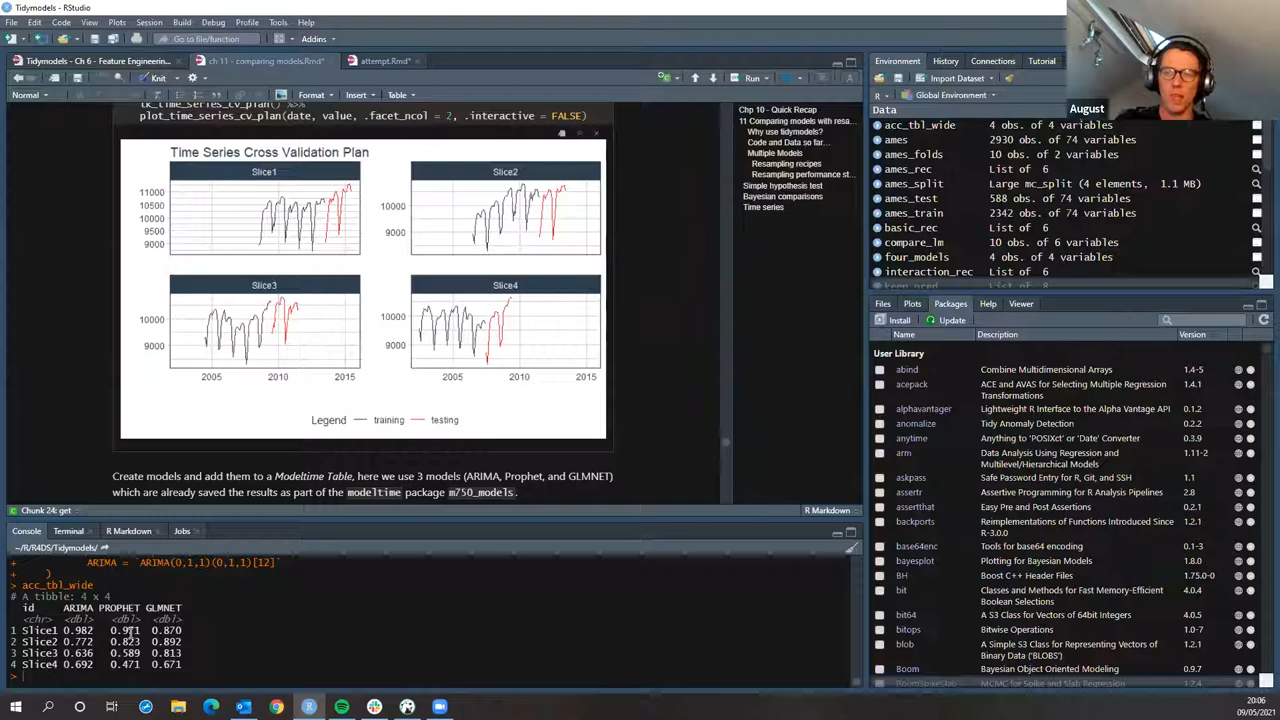 Tidymodels - RStudio
File Edit Code View Plots Session Build Debug Profile Tools Help
Go to file/function Addins
Tidymodels - Ch 6 - Feature Engineerin... ch 11 - comparing models.Rmd* attempt.Rmd*
Knit Run
Normal Format Insert Table
tk_time_series_cv_plan() %>%
plot_time_series_cv_plan(date, value, .facet_ncol = 2, .interactive = FALSE)
Time Series Cross Validation Plan
Slice1 Slice2
11000
10500
10000
9500
9000
10000
9000
Slice3 Slice4
10000
9000
10000
9000
2005 2010 2015 2005 2010 2015
Legend training testing
Create models and add them to a Modeltime Table, here we use 3 models (ARIMA, Prophet, and GLMNET)
which are already saved the results as part of the modeltime package m750_models.
Chunk 24: get R Markdown
Chp 10 - Quick Recap
11 Comparing models with resa...
Why use tidymodels?
Code and Data so far...
Multiple Models
Resampling recipes
Resampling performance st...
Simple hypothesis test
Bayesian comparisons
Time series
Console Terminal R Markdown Jobs
~/R/R4DS/Tidymodels/
+ ARIMA = `ARIMA(0,1,1)(0,1,1)[12]`
+ )
> acc_tbl_wide
# A tibble: 4 x 4
id ARIMA PROPHET GLMNET
<chr> <dbl> <dbl> <dbl>
1 Slice1 0.982 0.971 0.870
2 Slice2 0.772 0.823 0.892
3 Slice3 0.636 0.589 0.813
4 Slice4 0.692 0.471 0.671
>
August
Environment History Connections Tutorial
Import Dataset
R Global Environment
Data
acc_tbl_wide 4 obs. of 4 variables
ames 2930 obs. of 74 variables
ames_folds 10 obs. of 2 variables
ames_rec List of 6
ames_split Large mc_split (4 elements, 1.1 MB)
ames_test 588 obs. of 74 variables
ames_train 2342 obs. of 74 variables
basic_rec List of 6
compare_lm 10 obs. of 3 variables
four_models 4 obs. of 4 variables
interaction_rec List of 6
Files Plots Packages Help Viewer
Install Update
Name Description Version
User Library
abind Combine Multidimensional Arrays 1.4-5
acepack ACE and AVAS for Selecting Multiple Regression Transformations 1.4.1
alphavantager Lightweight R Interface to the Alpha Vantage API 0.1.2
anomalize Tidy Anomaly Detection 0.2.2
anytime Anything to 'POSIXct' or 'Date' Converter 0.3.9
arm Data Analysis Using Regression and Multilevel/Hierarchical Models 1.11-2
askpass Safe Password Entry for R, Git, and SSH 1.1
assertr Assertive Programming for R Analysis Pipelines 2.8
assertthat Easy Pre and Post Assertions 0.2.1
backports Reimplementations of Functions Introduced Since R-3.0.0 1.2.1
base64enc Tools for base64 encoding 0.1-3
bayesplot Plotting for Bayesian Models 1.8.0
BH Boost C++ Header Files 1.75.0-0
bit Classes and Methods for Fast Memory-Efficient Boolean Selections 4.0.4
bit64 A S3 Class for Vectors of 64bit Integers 4.0.5
bitops Bitwise Operations 1.0-7
blob A Simple S3 Class for Representing Vectors of Binary Data ('BLOBS') 1.2.1
Boom Bayesian Object Oriented Modeling 0.9.7
BoomSpikeSlab MCMC for Spike and Slab Regression 1.2.4
20:06
09/05/2021